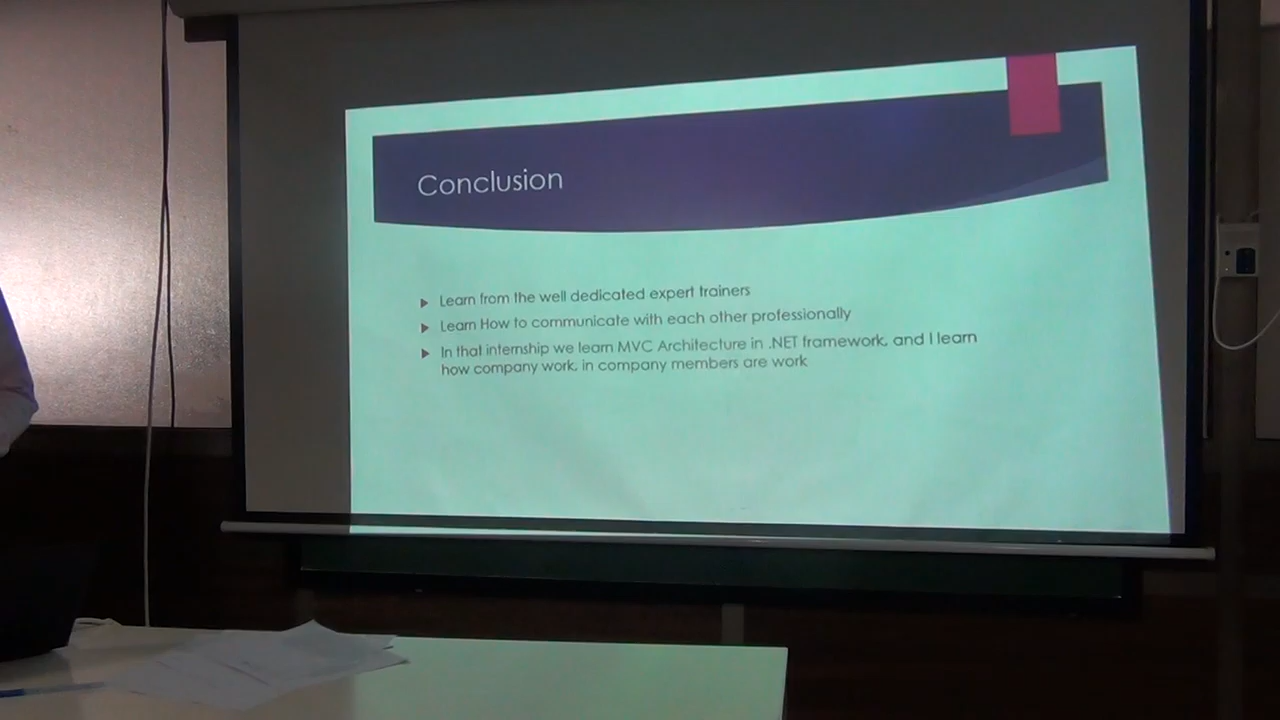 Conclusion
Learn from the well dedicated expert trainers
Learn How to communicate with each other professionally
In that internship we learn MVC Architecture in .NET framework, and I learn
how company work, in company members are work